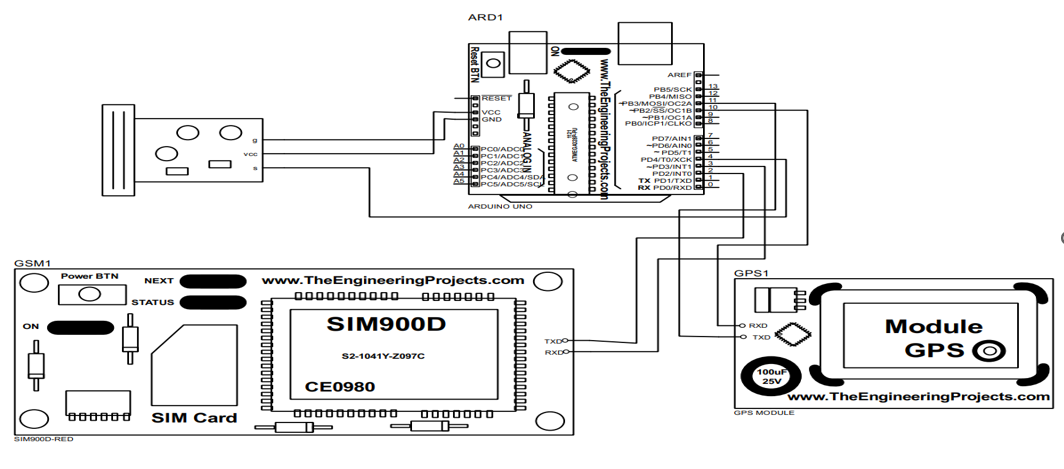 ARD1
Reset BTN
ON
www.TheEngineeringProjects.com
RESET
VCC
GND
AREF
13
PB5/SCK
12
PB4/MISO
11
~PB3/MOSI/OC2A
10
~PB2/SS/OC1B
9
~PB1/OC1A
8
PB0/ICP1/CLKO
7
PD7/AIN1
6
~PD6/AIN0
5
~PD5/T1
4
PD4/T0/XCK
3
~PD3/INT1
2
PD2/INT0
1
TX PD1/TXD
0
RX PD0/RXD
ANALOG IN
A0 PC0/ADC0
A1 PC1/ADC1
A2 PC2/ADC2
A3 PC3/ADC3
A4 PC4/ADC4/SDA
A5 PC5/ADC5/SCL
ARDUINO UNO
g
vcc
s
GSM1
Power BTN
NEXT
STATUS
ON
www.TheEngineeringProjects.com
SIM900D
S2-1041Y-Z097C
CE0980
SIM Card
TXD
RXD
SIM900D-RED
GPS1
RXD
TXD
Module
GPS
100uF
25V
www.TheEngineeringProjects.com
GPS MODULE